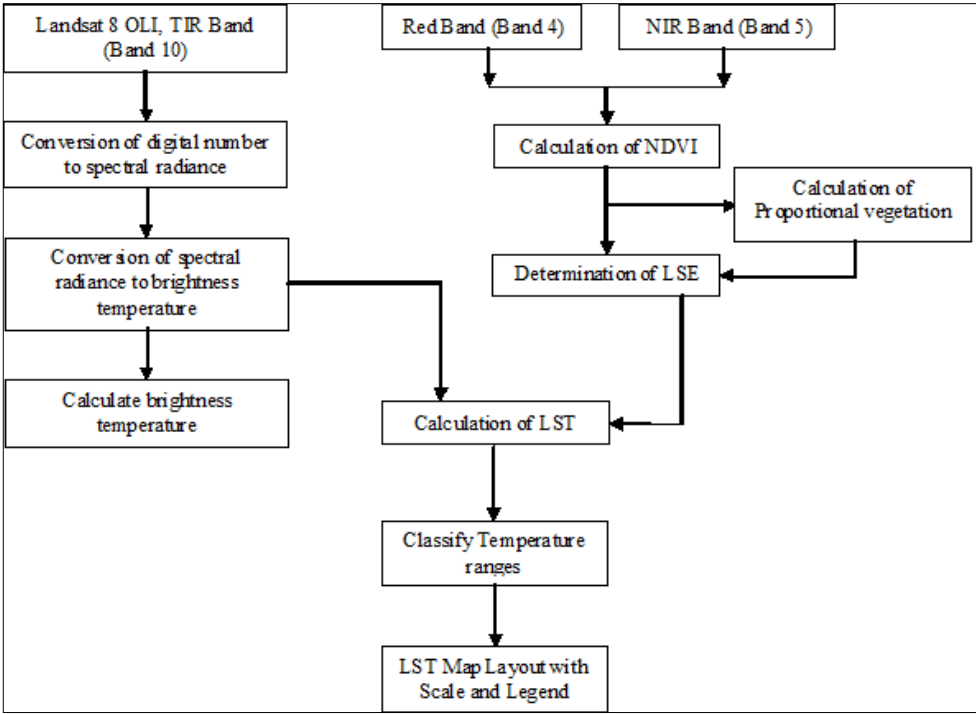 Landsat 8 OLI, TIR Band
(Band 10)
Red Band (Band 4)
NIR Band (Band 5)
Conversion of digital number
to spectral radiance
Calculation of NDVI
Calculation of
Proportional vegetation
Conversion of spectral
radiance to brightness
temperature
Determination of LSE
Calculate brightness
temperature
Calculation of LST
Classify Temperature
ranges
LST Map Layout with
Scale and Legend